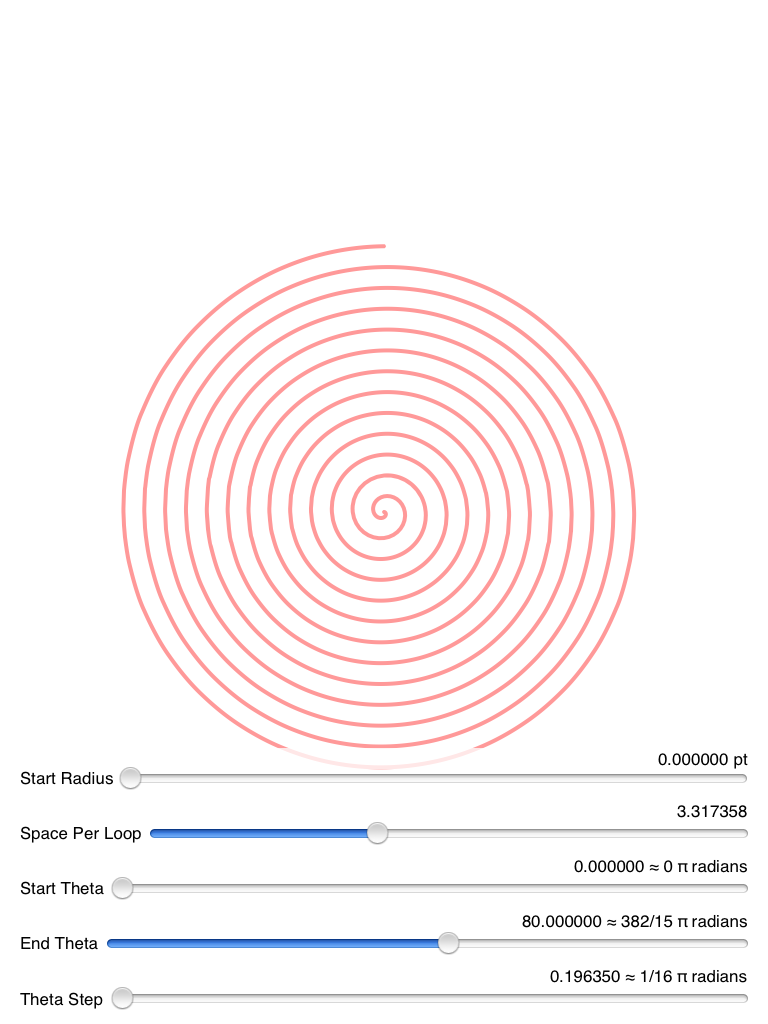 0.000000 pt
Start Radius
3.317358
Space Per Loop
0.000000 ≈ 0 π radians
Start Theta
80.000000 ≈ 382/15 π radians
End Theta
0.196350 ≈ 1/16 π radians
Theta Step